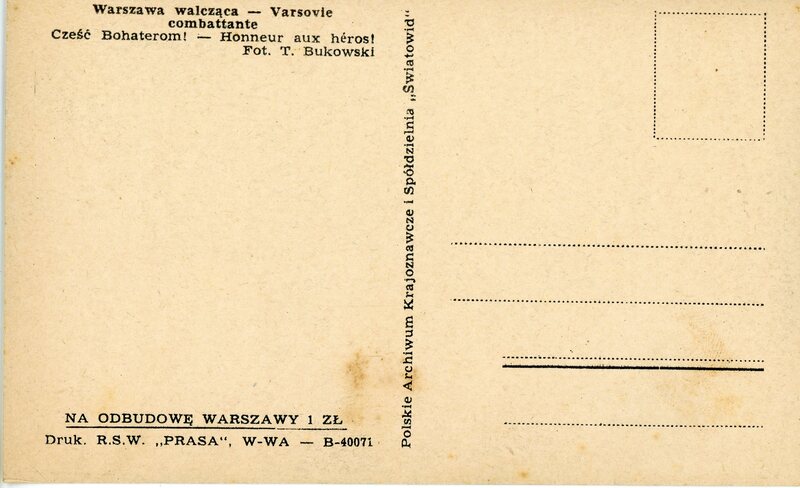 Warszawa walcząca — Varsovie
combattante
Cześć Bohaterom! — Honneur aux héros!
Fot. T. Bukowski
Polskie Archiwum Krajoznawcze i Spółdzielnia „Światowid”
NA ODBUDOWĘ WARSZAWY 1 ZŁ
Druk. R.S.W. „PRASA”, W-WA — B-40071